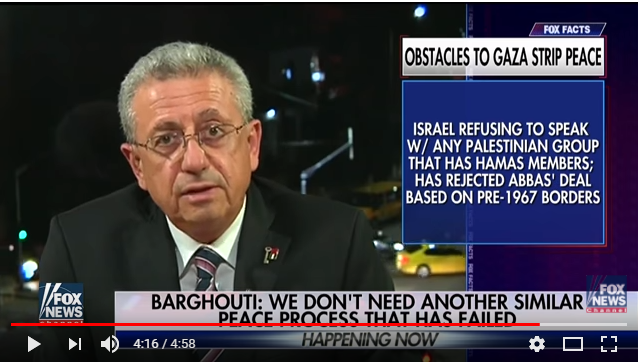 FOX FACTS
OBSTACLES TO GAZA STRIP PEACE
ISRAEL REFUSING TO SPEAK
W/ ANY PALESTINIAN GROUP
THAT HAS HAMAS MEMBERS;
HAS REJECTED ABBAS' DEAL
BASED ON PRE-1967 BORDERS
FOX
NEWS
channel
BARGHOUTI: WE DON'T NEED ANOTHER SIMILAR
PEACE PROCESS THAT HAS FAILED
FOX
NEWS
Channel
HAPPENING NOW
4:16 / 4:58